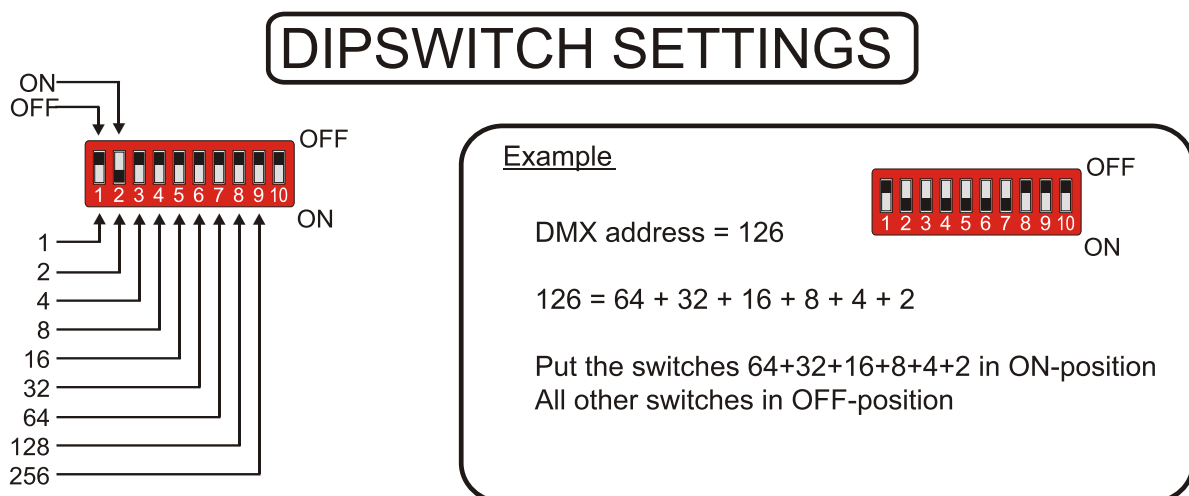 DIPSWITCH SETTINGS
ON
OFF
OFF
1 2 3 4 5 6 7 8 9 10
ON
1
2
4
8
16
32
64
128
256
Example
OFF
1 2 3 4 5 6 7 8 9 10
ON
DMX address = 126
126 = 64 + 32 + 16 + 8 + 4 + 2
Put the switches 64+32+16+8+4+2 in ON-position
All other switches in OFF-position